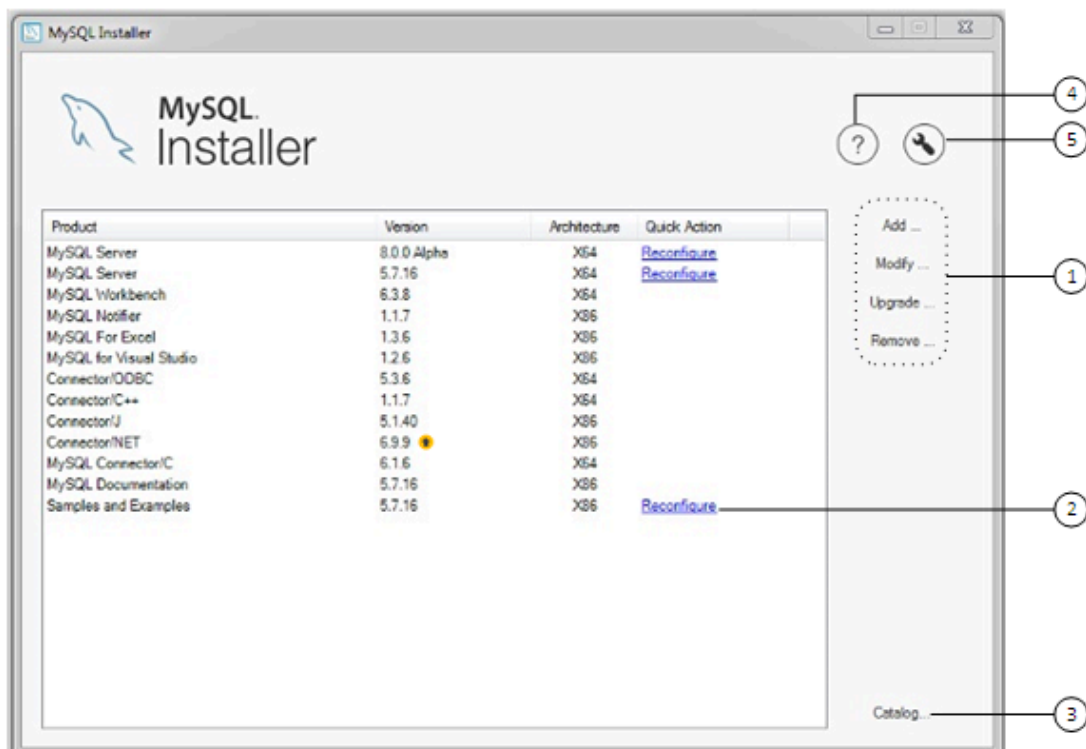 MySQL Installer
MySQL.
Installer
4
?
5
Product Version Architecture Quick Action
MySQL Server 8.0.0 Alpha X64 Reconfigure
MySQL Server 5.7.16 X64 Reconfigure
MySQL Workbench 6.3.8 X64
MySQL Notifier 1.1.7 X86
MySQL For Excel 1.3.6 X86
MySQL for Visual Studio 1.2.6 X86
Connector/ODBC 5.3.6 X64
Connector/C++ 1.1.7 X64
Connector/J 5.1.40 X86
Connector/NET 6.9.9 X86
MySQL Connector/C 6.1.6 X64
MySQL Documentation 5.7.16 X86
Samples and Examples 5.7.16 X86 Reconfigure
Add ...
Modify ...
Upgrade ...
Remove ...
1
2
Catalog...
3